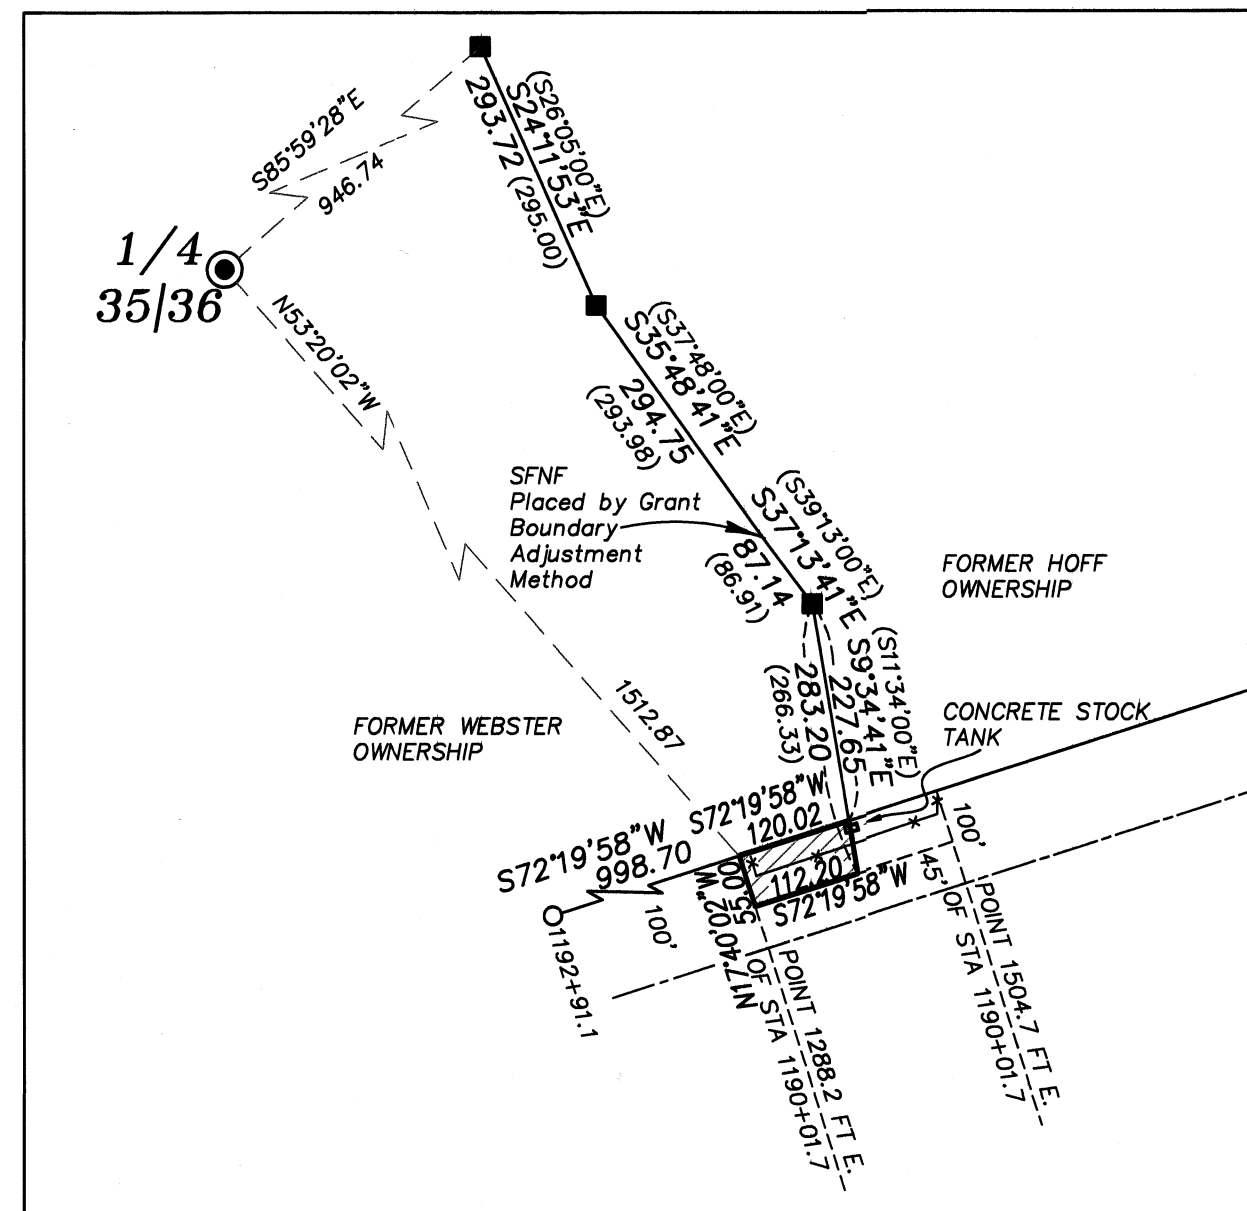 S85°59'28"E
946.74
1/4
35|36
N53°20'02"W
1512.87
(S26°05'00"E)
S24°11'53"E
293.72 (295.00)
(S37°48'00"E)
S35°48'41"E
294.75
(293.98)
SFNF
Placed by Grant
Boundary
Adjustment
Method
(S39°13'00"E)
S37°13'41"E
87.14
(86.91)
FORMER HOFF
OWNERSHIP
(S11°34'00"E)
S9°34'41"E
227.65
283.20
(266.33)
CONCRETE STOCK
TANK
FORMER WEBSTER
OWNERSHIP
S72°19'58"W
120.02
S72°19'58"W
998.70
112.20
S72°19'58"W
55.00
N17°40'02"W
100'
100'
45'
1192+91.1
POINT 1288.2 FT E.
OF STA 1190+01.7
POINT 1504.7 FT E.
OF STA 1190+01.7